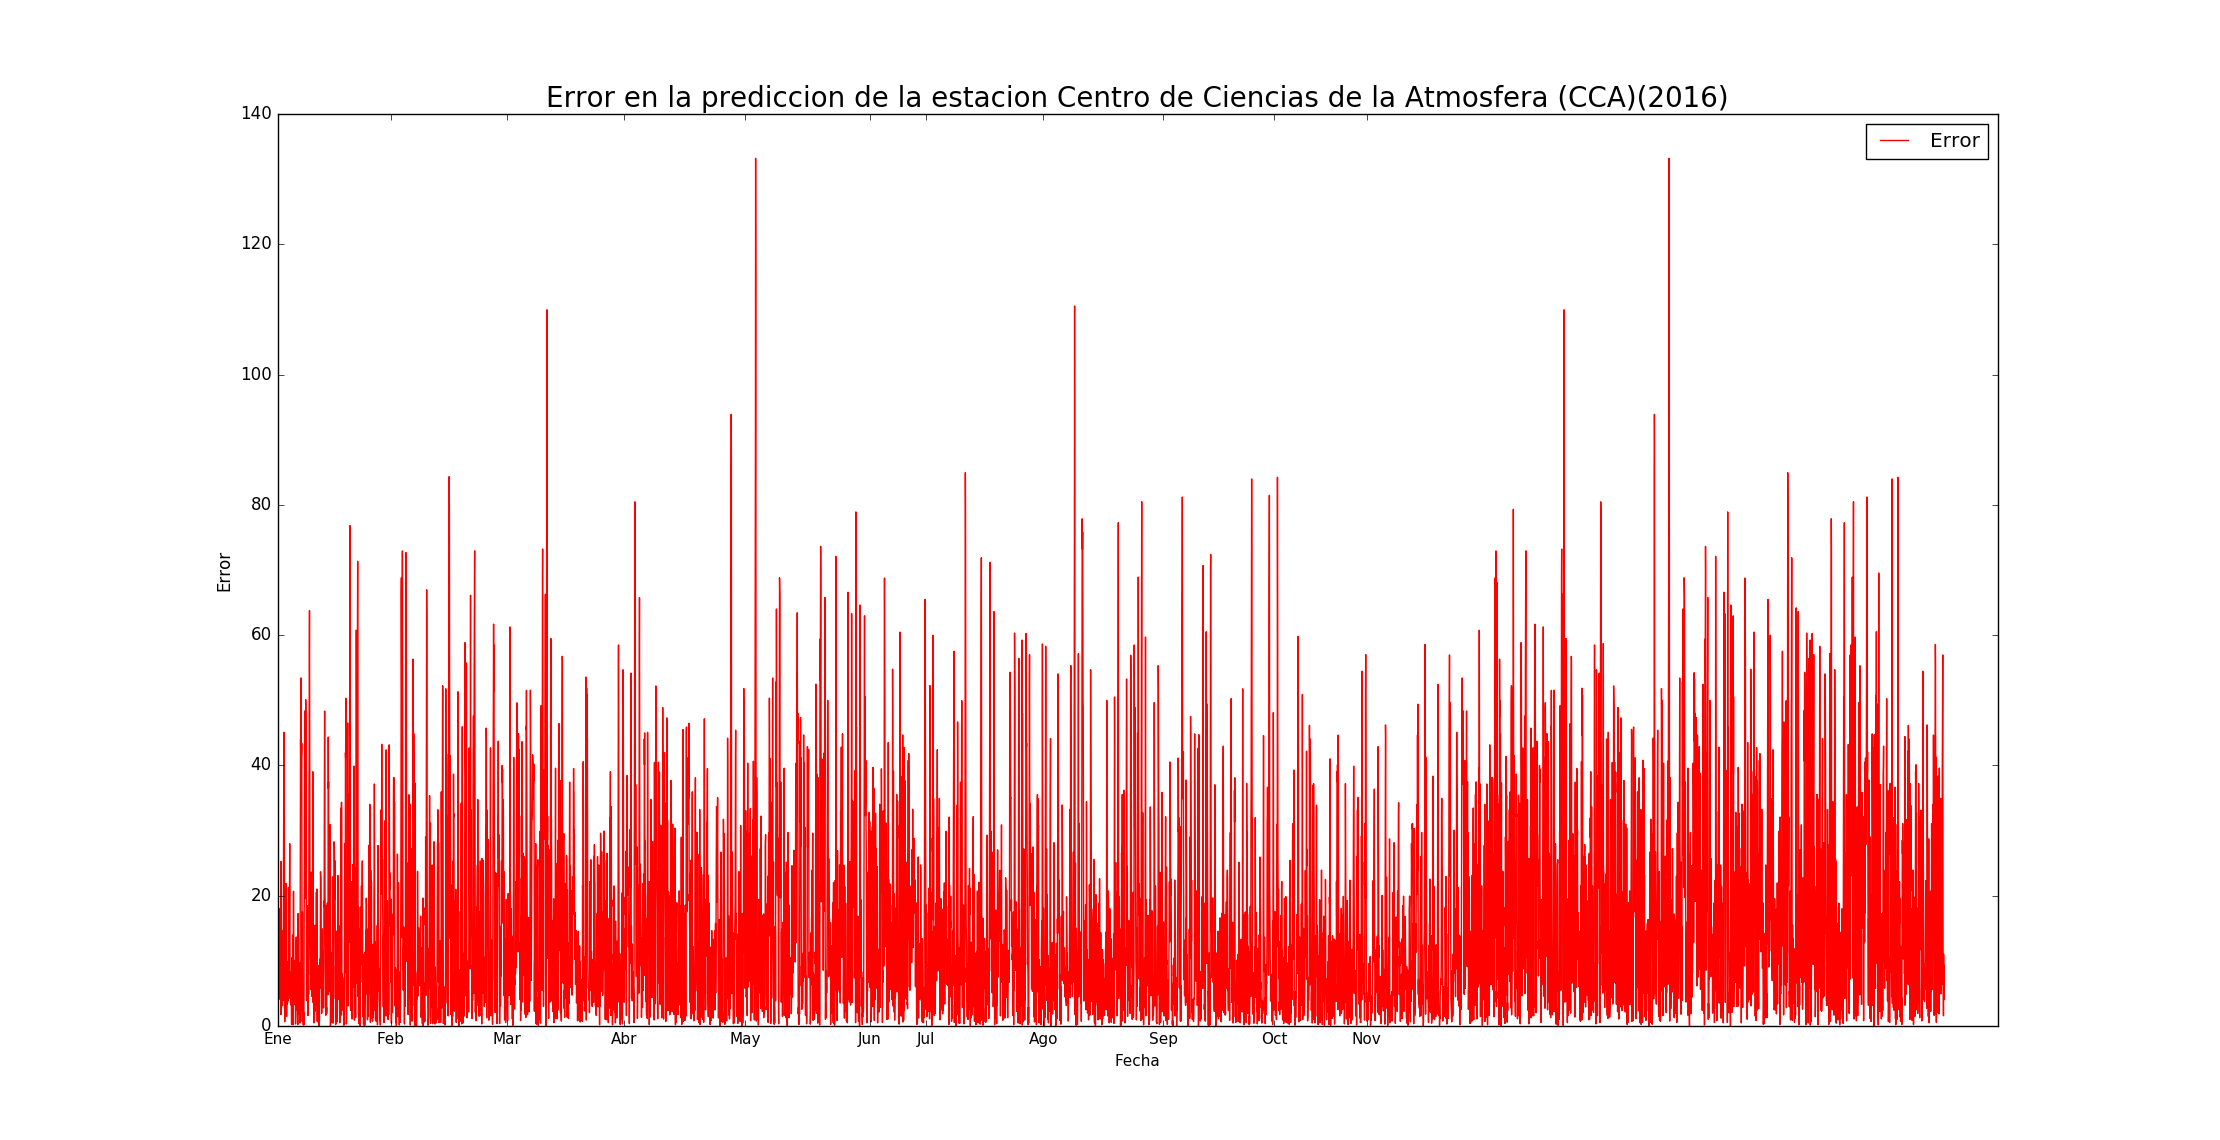 Error en la prediccion de la estacion Centro de Ciencias de la Atmosfera (CCA)(2016)
Error
140
120
100
80
60
40
20
0
Error
Ene Feb Mar Abr May Jun Jul Ago Sep Oct Nov
Fecha